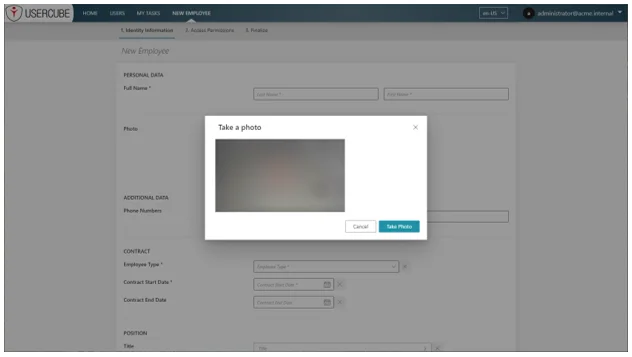 USERCUBE HOME USERS MY TASKS NEW EMPLOYEE en-US administrator@acme.internal
1. Identity Information 2. Access Permissions 3. Finalize
New Employee
PERSONAL DATA
Full Name * Last Name * First Name *
Photo
Take a photo
ADDITIONAL DATA
Phone Numbers
Cancel Take Photo
CONTRACT
Employee Type * Employee Type *
Contract Start Date * Contract Start Date *
Contract End Date Contract End Date
POSITION
Title Title